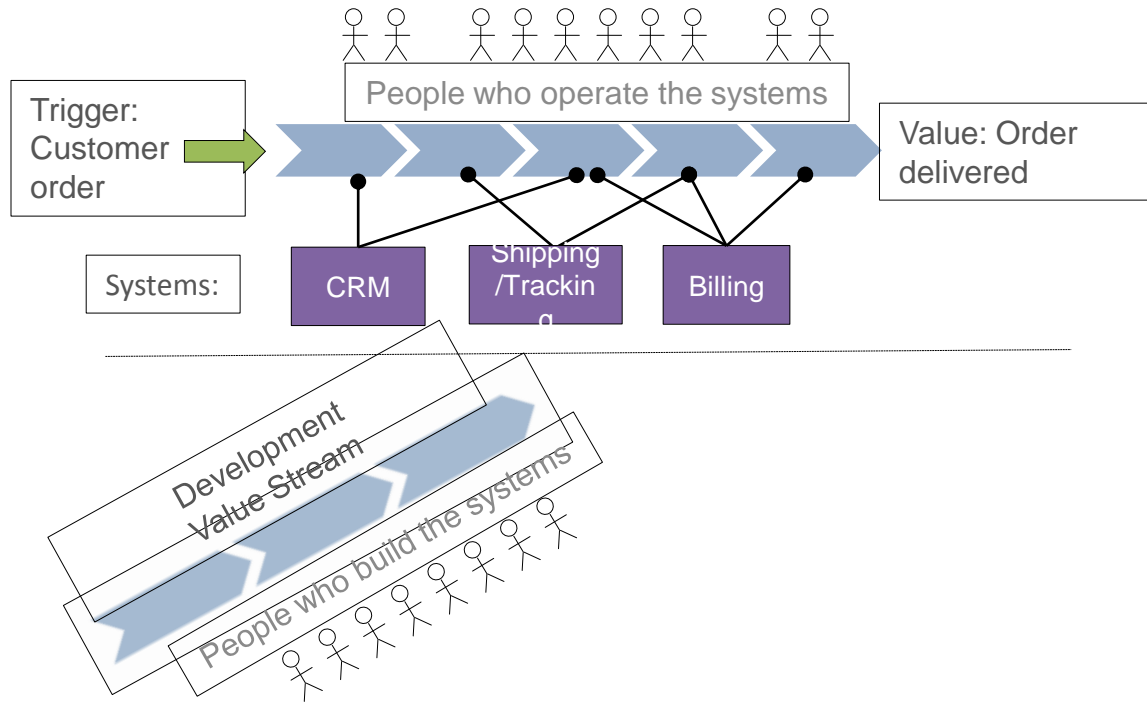 People who operate the systems
Trigger:
Customer
order
Value: Order
delivered
Systems:
CRM
Shipping
/Trackin
g
Billing
Development
Value Stream
People who build the systems